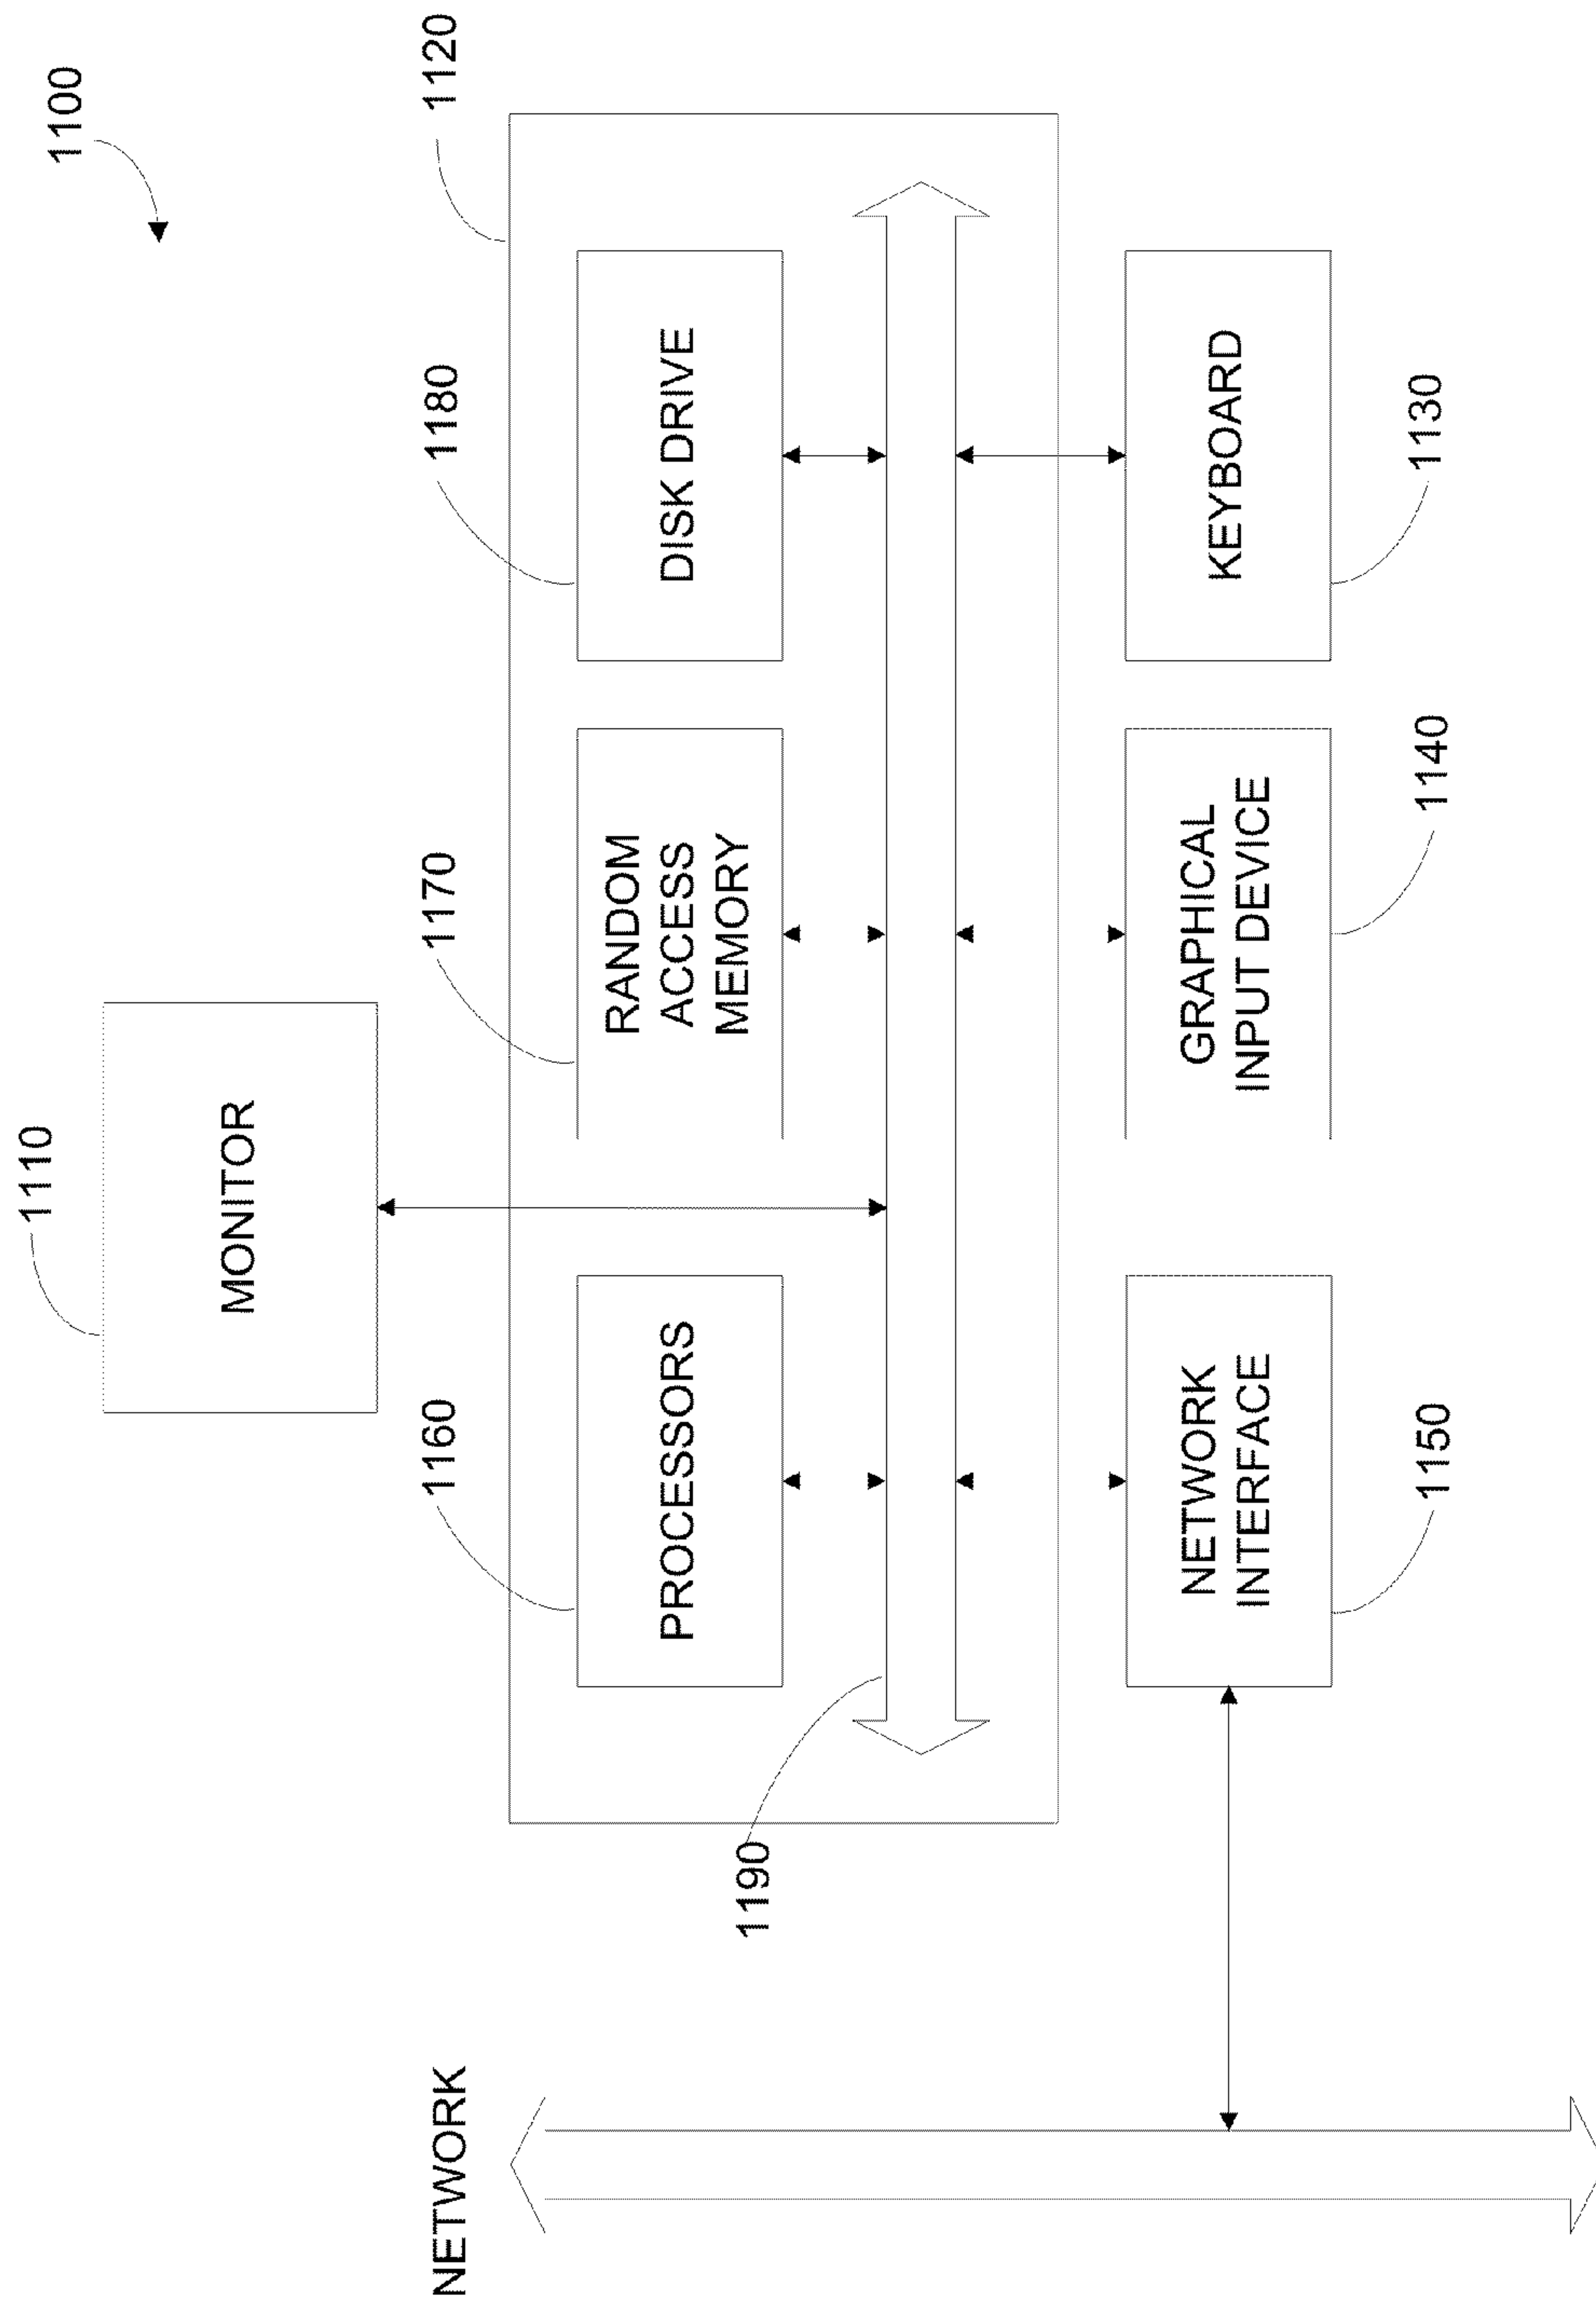 1100
1110
MONITOR
1120
1160
1170
1180
PROCESSORS
RANDOM
ACCESS
MEMORY
DISK DRIVE
1190
NETWORK
NETWORK
INTERFACE
GRAPHICAL
INPUT DEVICE
KEYBOARD
1150
1140
1130